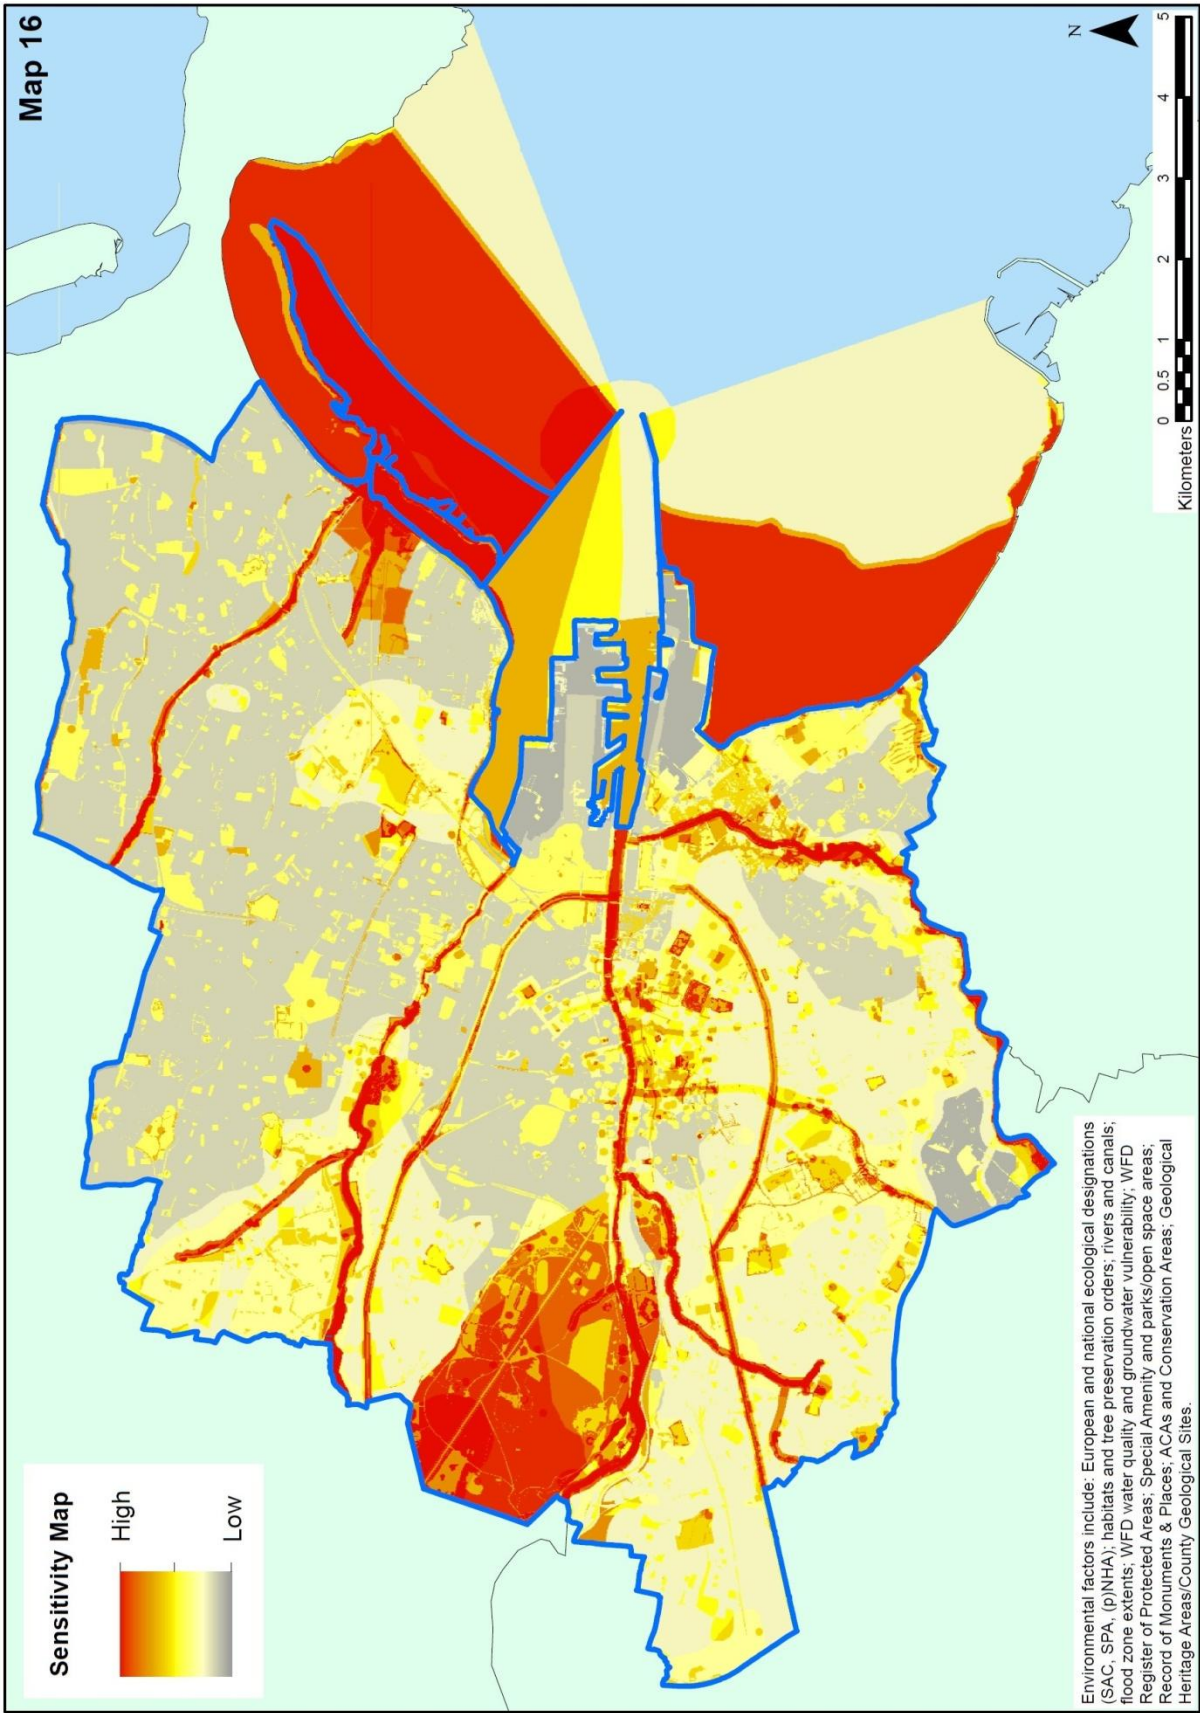 Map 16
Sensitivity Map
High
Low
N
0 0.5 1 2 3 4 5
Kilometers
Environmental factors include: European and national ecological designations
(SAC, SPA, (p)NHA); habitats and tree preservation orders; rivers and canals;
flood zone extents; WFD water quality and groundwater vulnerability; WFD
Register of Protected Areas; Special Amenity and parks/open space areas;
Record of Monuments & Places; ACAs and Conservation Areas; Geological
Heritage Areas/County Geological Sites.